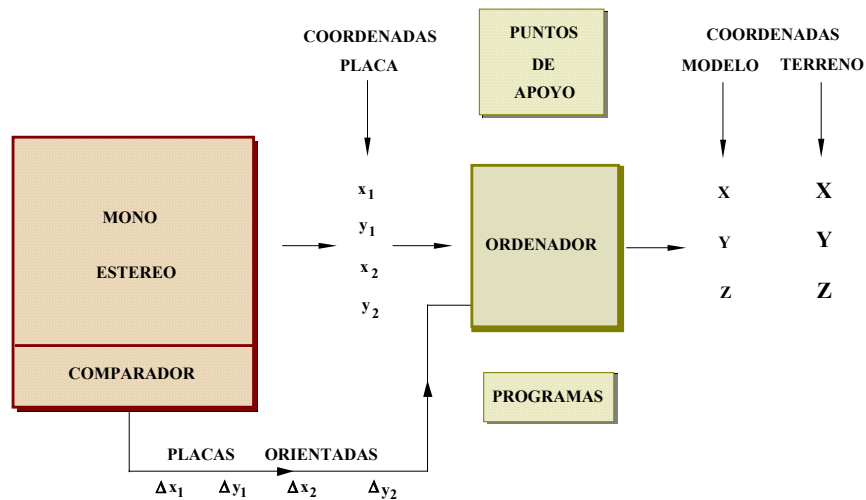 COORDENADAS
PLACA
PUNTOS
DE
APOYO
COORDENADAS
MODELO TERRENO
MONO
ESTEREO
COMPARADOR
x1
y1
x2
y2
ORDENADOR
X X
Y Y
Z Z
PROGRAMAS
PLACAS ORIENTADAS
Δx1 Δy1 Δx2 Δy2